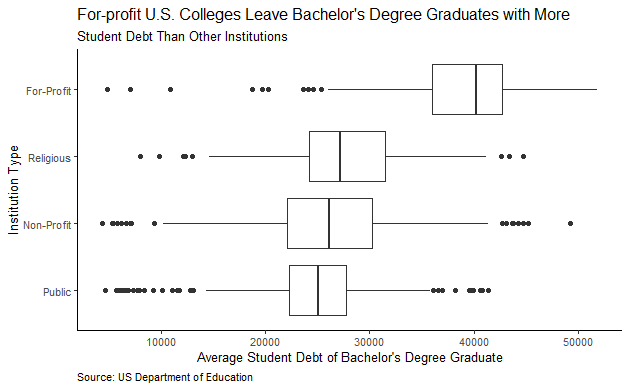 For-profit U.S. Colleges Leave Bachelor's Degree Graduates with More
Student Debt Than Other Institutions
Institution Type
For-Profit
Religious
Non-Profit
Public
10000 20000 30000 40000 50000
Average Student Debt of Bachelor's Degree Graduate
Source: US Department of Education